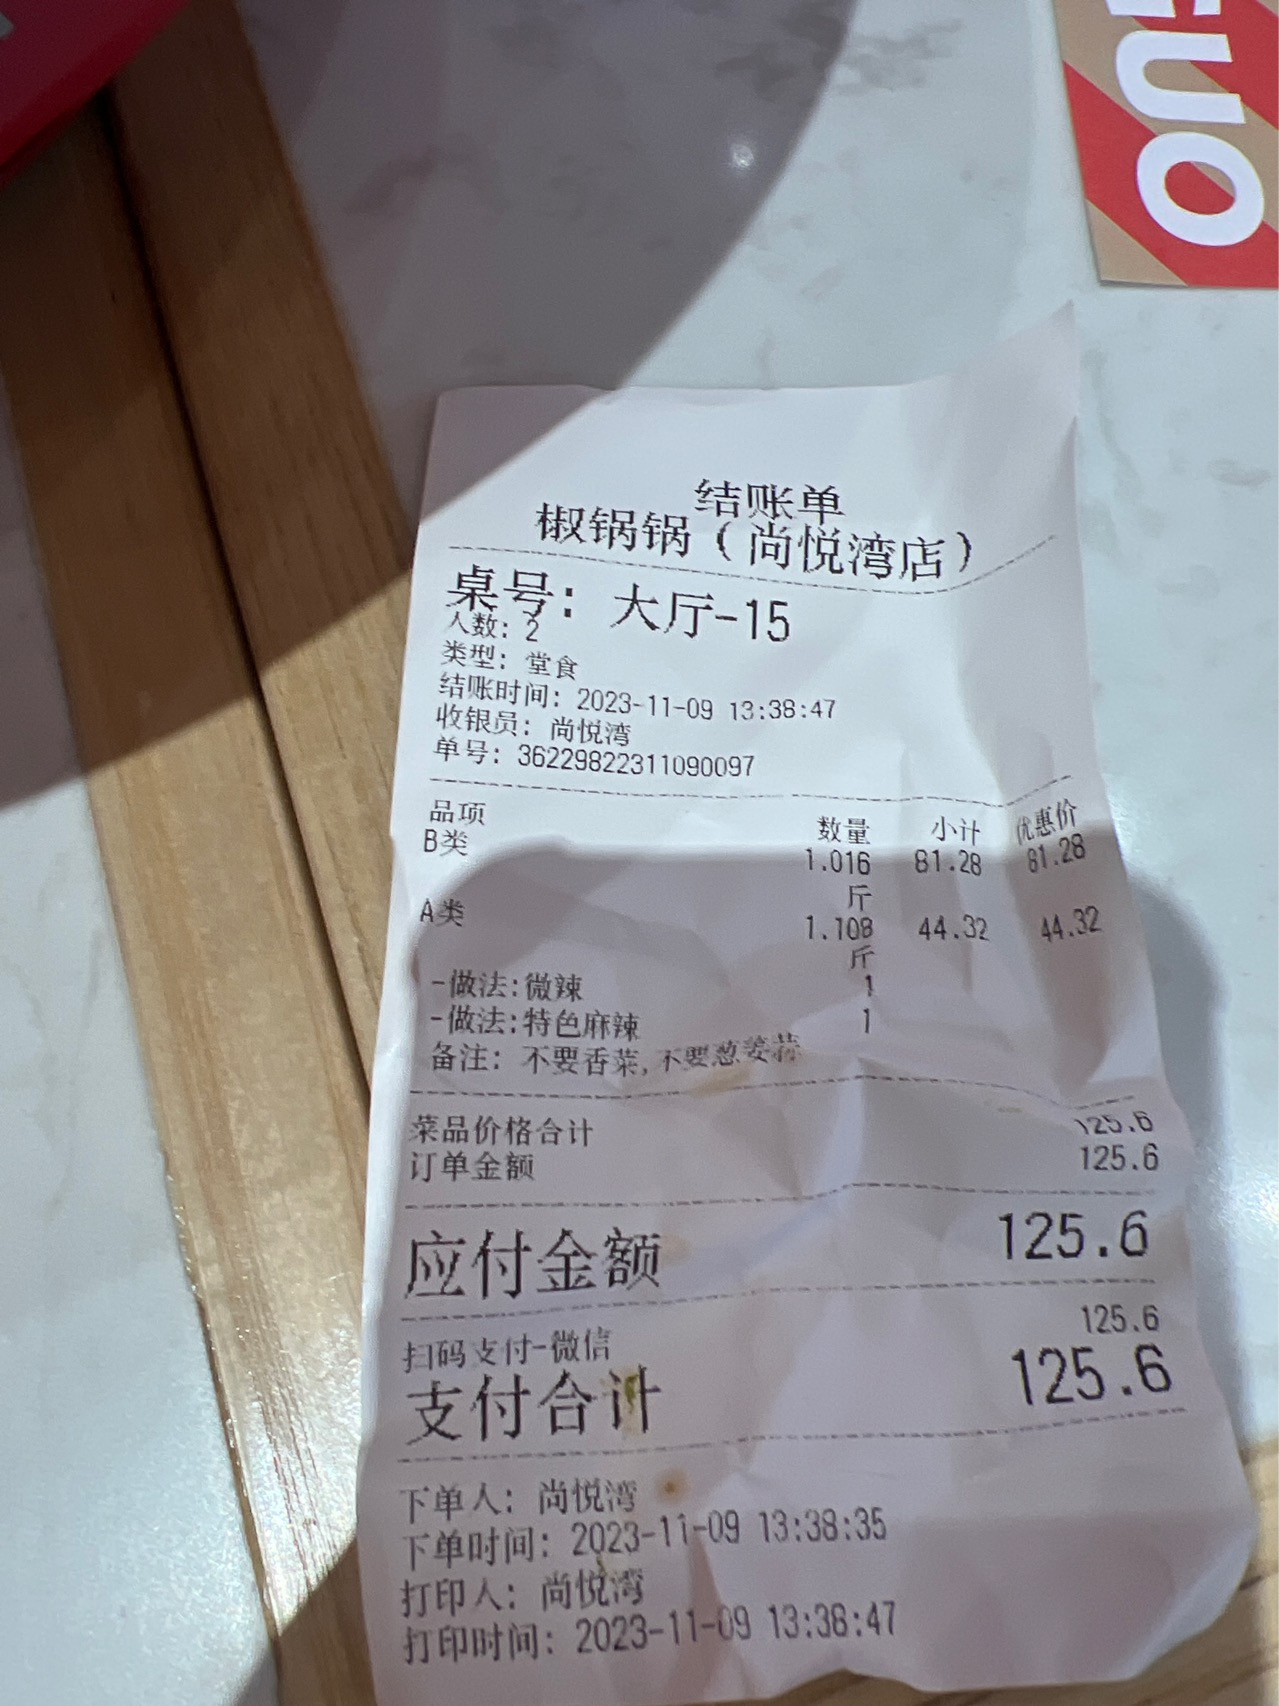 GUO
结账单
椒锅锅（尚悦湾店）
桌号：大厅-15
人数：2
类型：堂食
结账时间：2023-11-09 13:38:47
收银员：尚悦湾
单号：36229822311090097
品项 数量 小计 优惠价
B类 1.016 81.28 81.28
斤
A类 1.108 44.32 44.32
斤
-做法:微辣 1
-做法:特色麻辣 1
备注：不要香菜,不要葱姜蒜
菜品价格合计 125.6
订单金额 125.6
应付金额 125.6
扫码支付-微信 125.6
支付合计 125.6
下单人：尚悦湾
下单时间：2023-11-09 13:38:35
打印人：尚悦湾
打印时间：2023-11-09 13:38:47